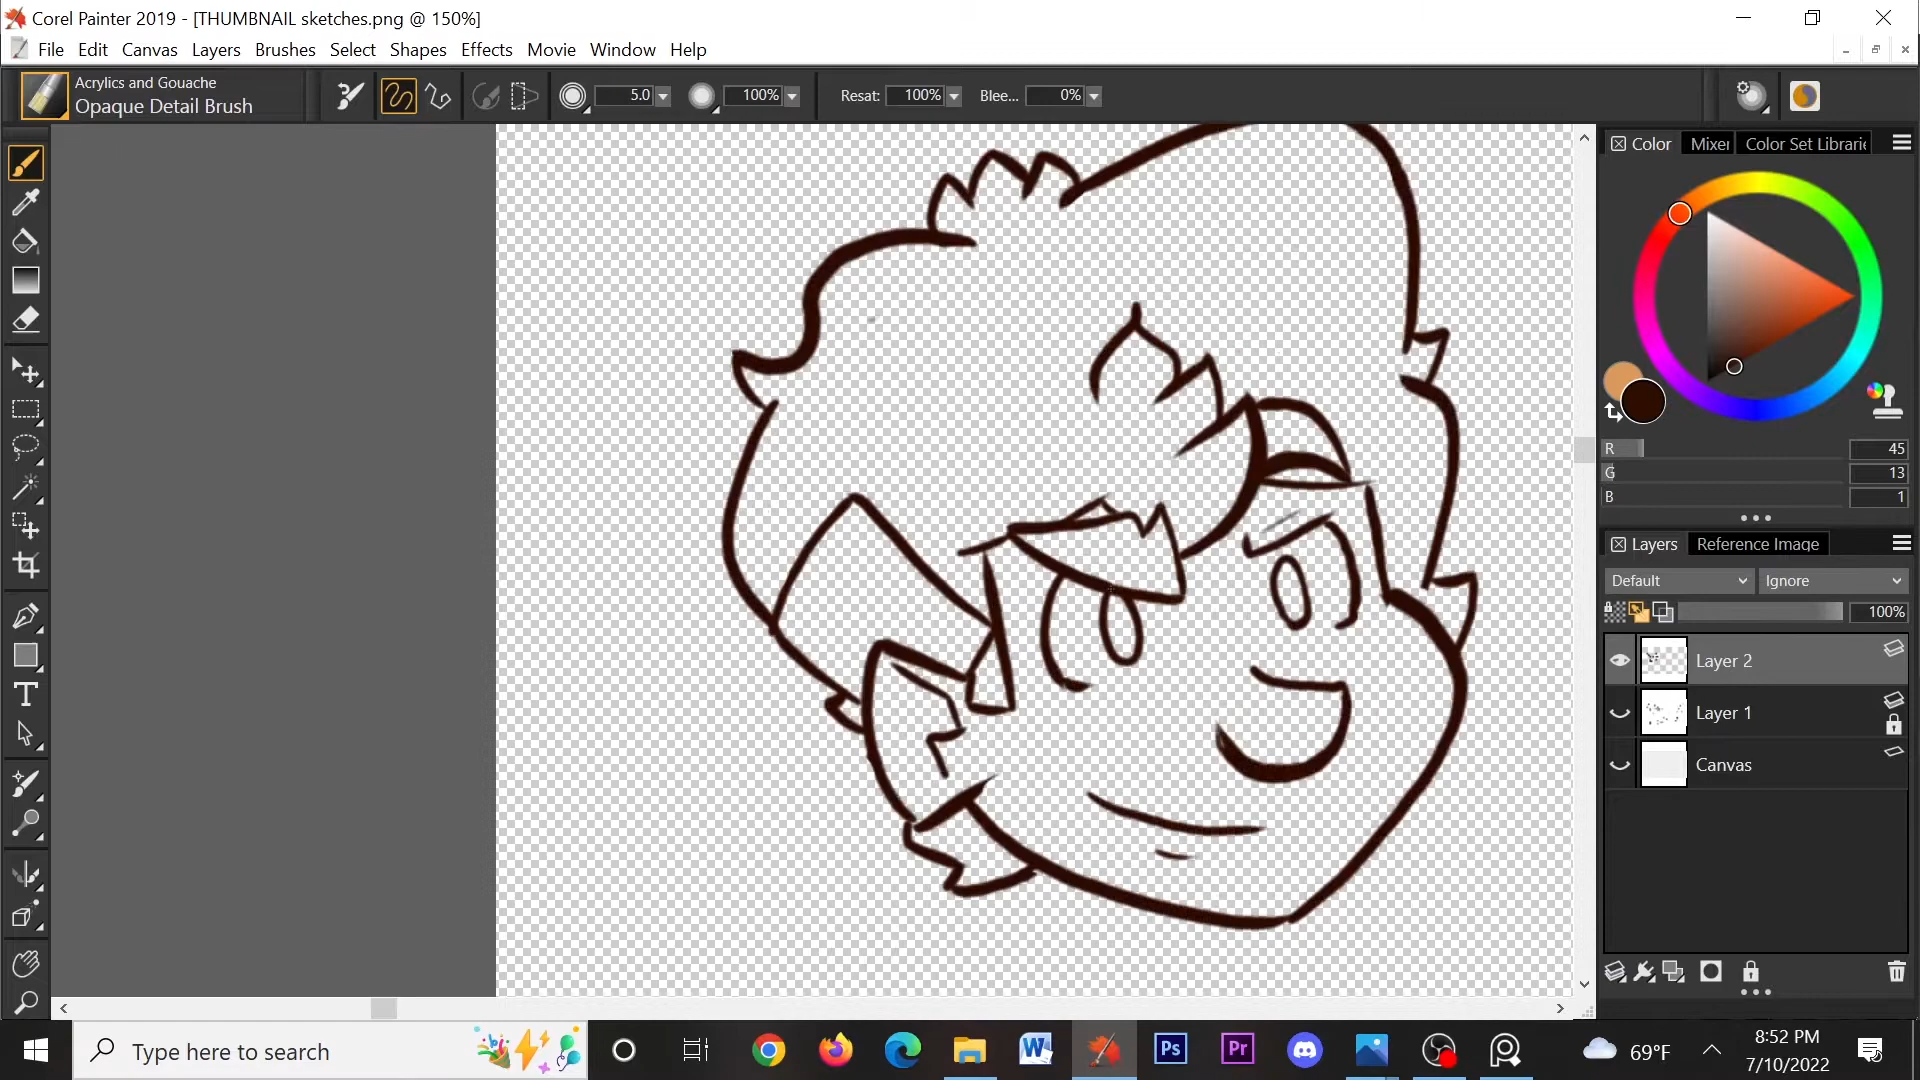 Corel Painter 2019 - [THUMBNAIL sketches.png @ 150%]
File Edit Canvas Layers Brushes Select Shapes Effects Movie Window Help
Acrylics and Gouache
Opaque Detail Brush
5.0
100%
Resat: 100%
Blee... 0%
Color
Mixer
Color Set Librari
R 45
G 13
B 1
Layers
Reference Image
Default
Ignore
100%
Layer 2
Layer 1
Canvas
T
Type here to search
W
Ps
Pr
69°F
8:52 PM
7/10/2022